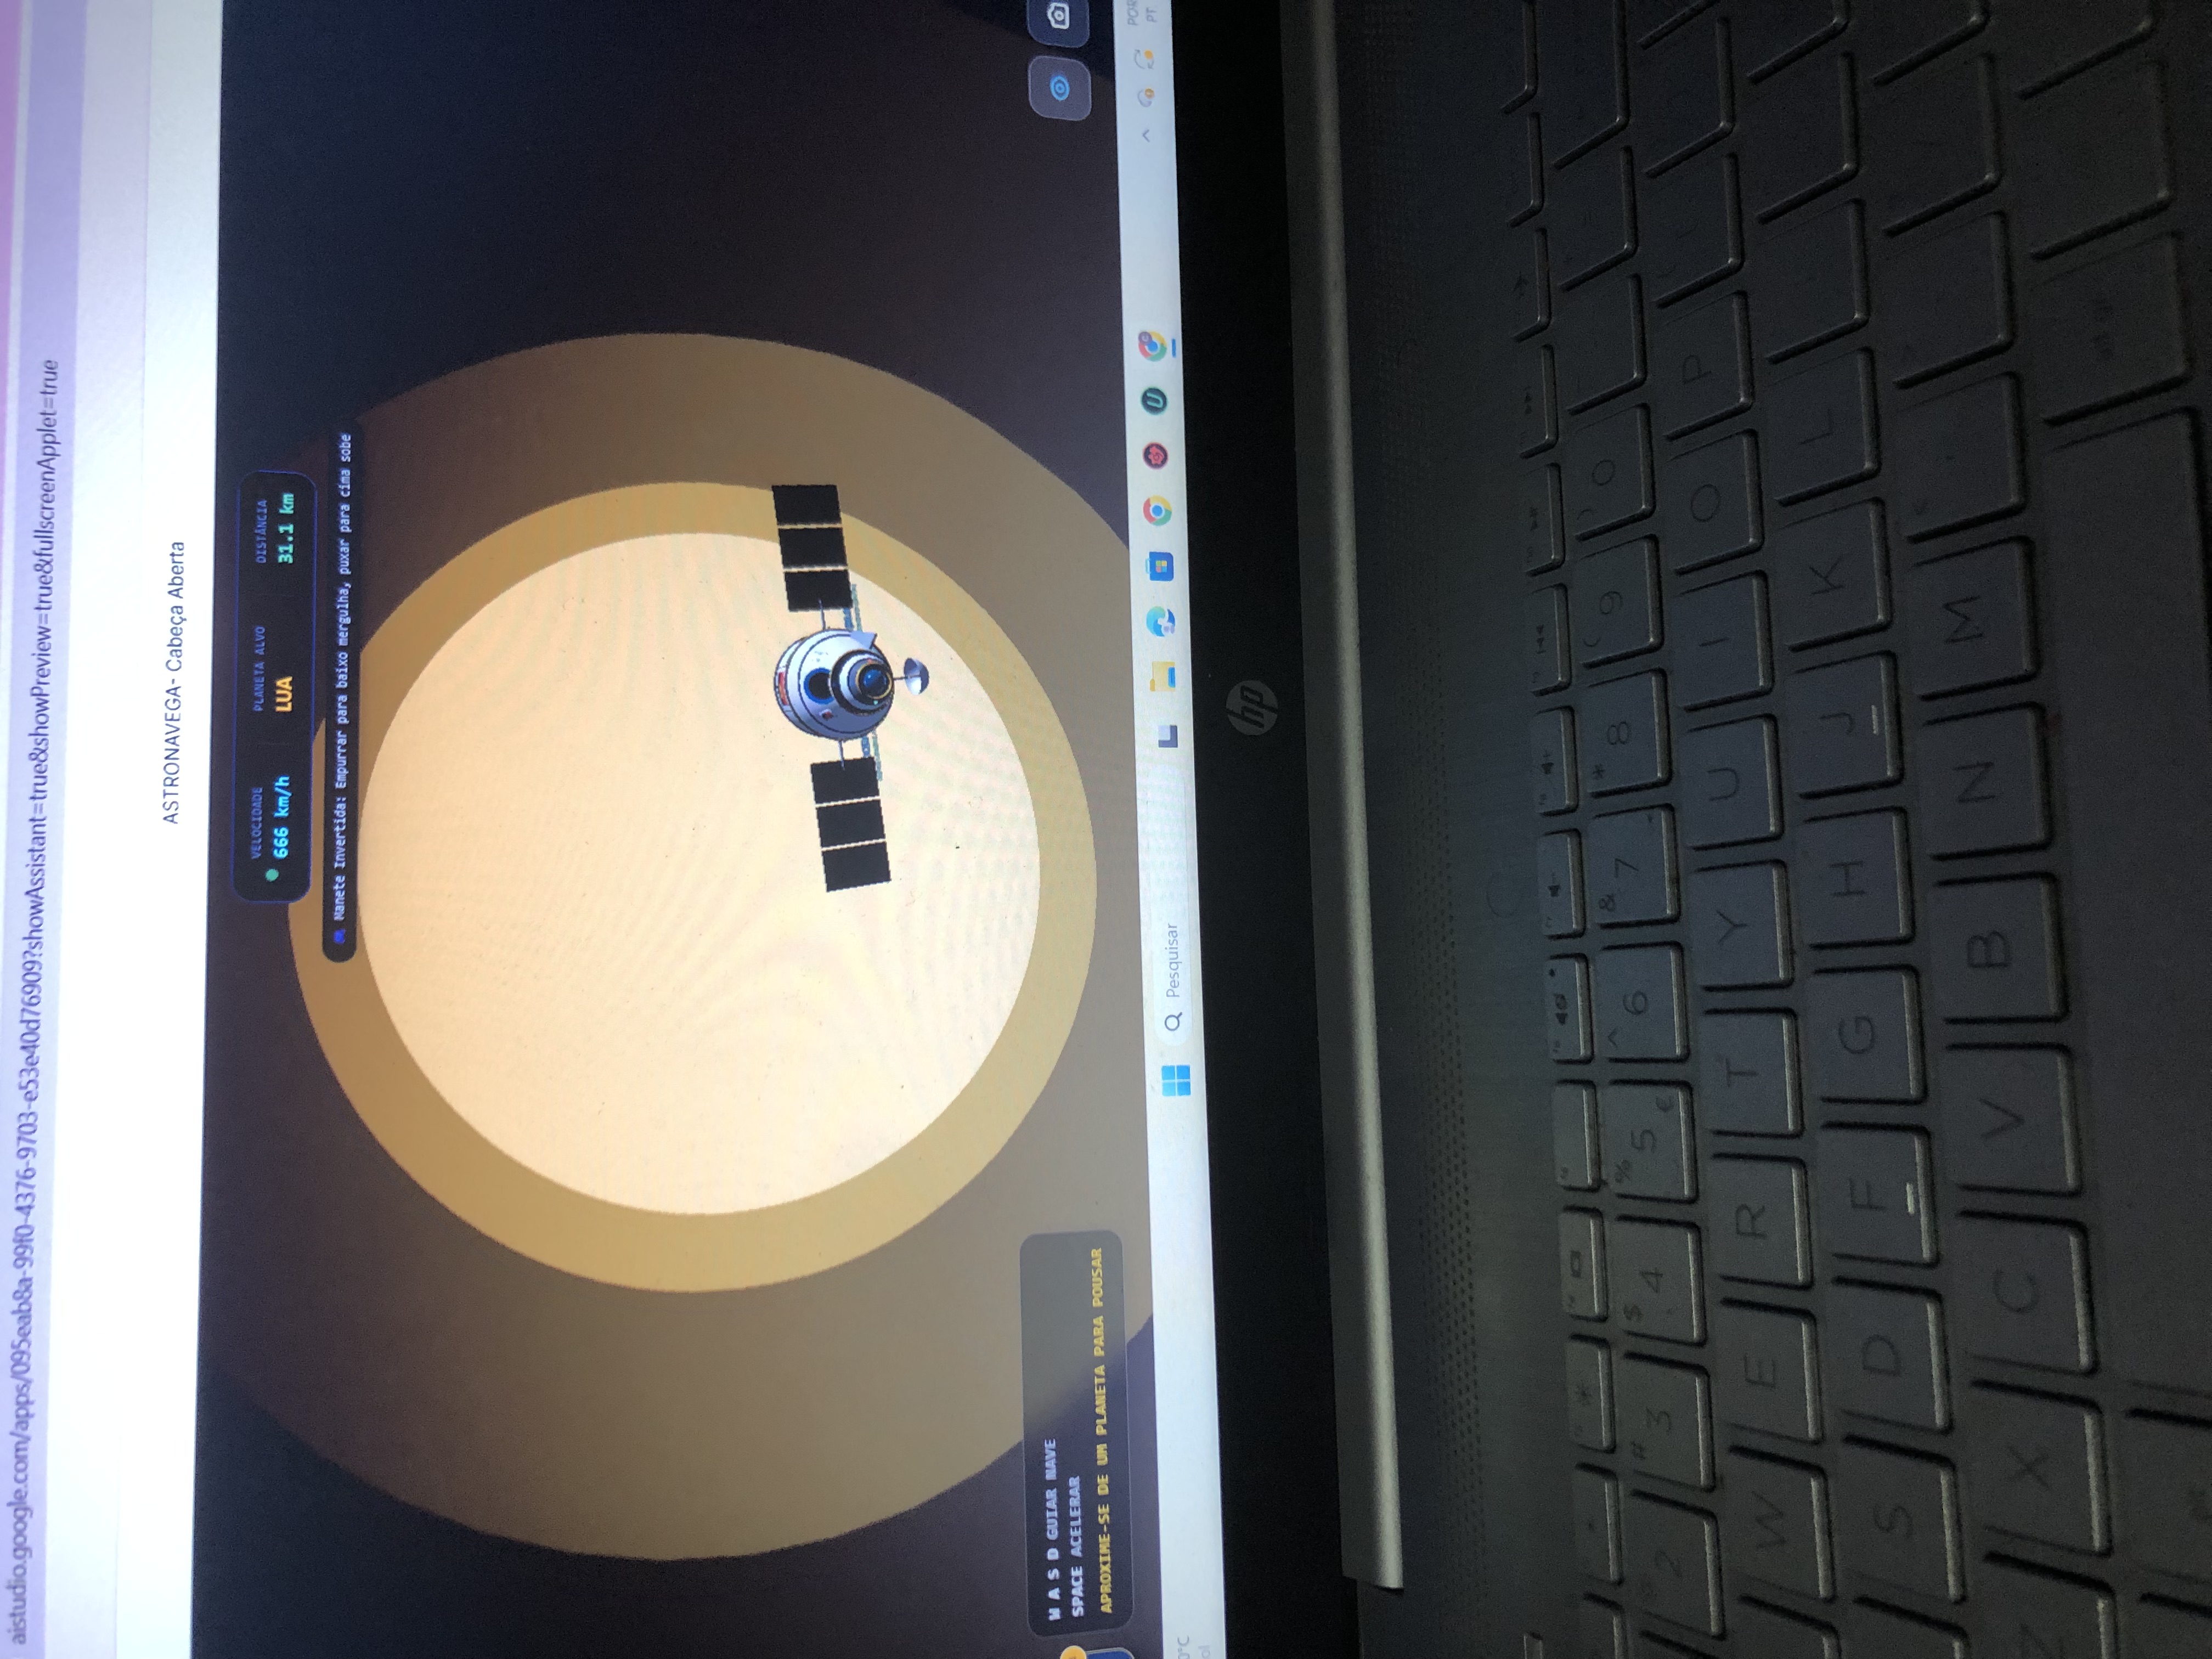 aistudio.google.com/apps/095eab8a-99f0-4376-9703-e53e40d76909?showAssistant=true&showPreview=true&fullscreenApplet=true
ASTRONAVEGA- Cabeça Aberta
VELOCIDADE PLANETA ALVO DISTÂNCIA
666 km/h LUA 31.1 km
Manete Invertida: Empurrar para baixo mergulha, puxar para cima sobe
W A S D GUIAR NAVE
SPACE ACELERAR
APROXIME-SE DE UM PLANETA PARA POUSAR
Pesquisar
POR
PT
hp
2 # 3 $ 4 % 5 € ^ 6 & 7 * 8 ( 9 ) 0
W E R T Y U I O P
S D F G H J K L
Z X C V B N M